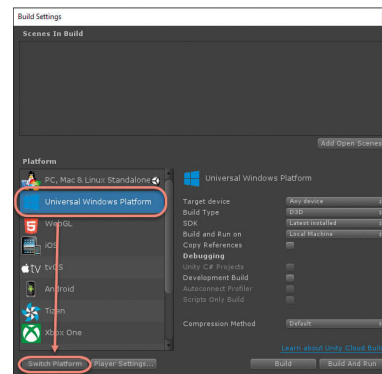 Build Settings
Scenes In Build
Add Open Scenes
Platform
PC, Mac & Linux Standalone
Universal Windows Platform
WebGL
iOS
tv tvOS
Android
Tizen
Xbox One
Universal Windows Platform
Target device Any device
Build Type D3D
SDK Latest installed
Build and Run on Local Machine
Copy References
Debugging
Unity C# Projects
Development Build
Autoconnect Profiler
Scripts Only Build
Compression Method Default
Learn about Unity Cloud Build
Switch Platform Player Settings... Build Build And Run